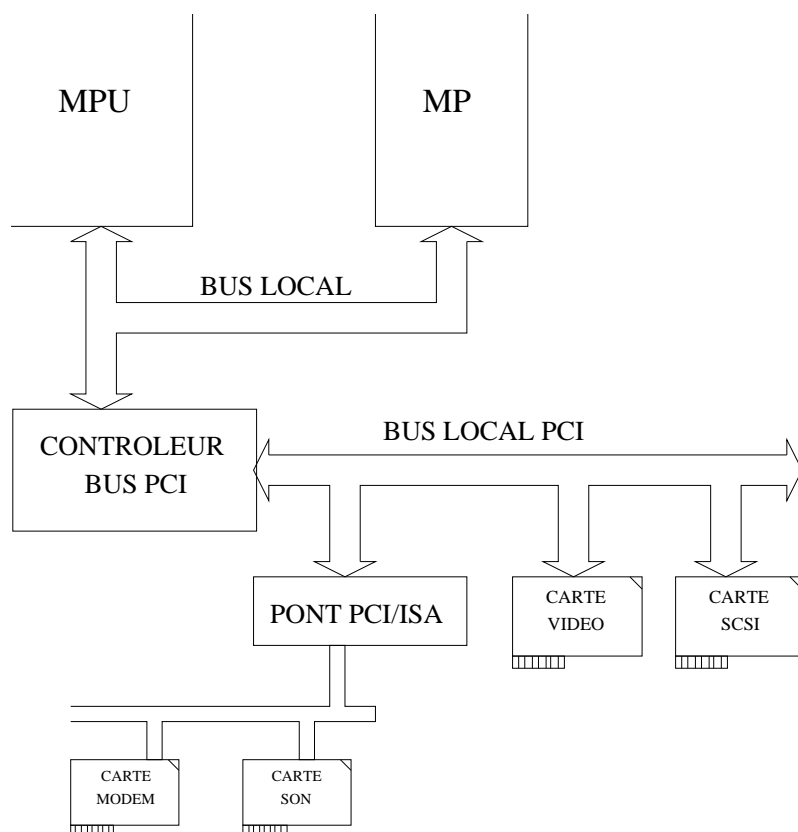 MPU
MP
BUS LOCAL
CONTROLEUR
BUS PCI
BUS LOCAL PCI
PONT PCI/ISA
CARTE
VIDEO
CARTE
SCSI
CARTE
MODEM
CARTE
SON